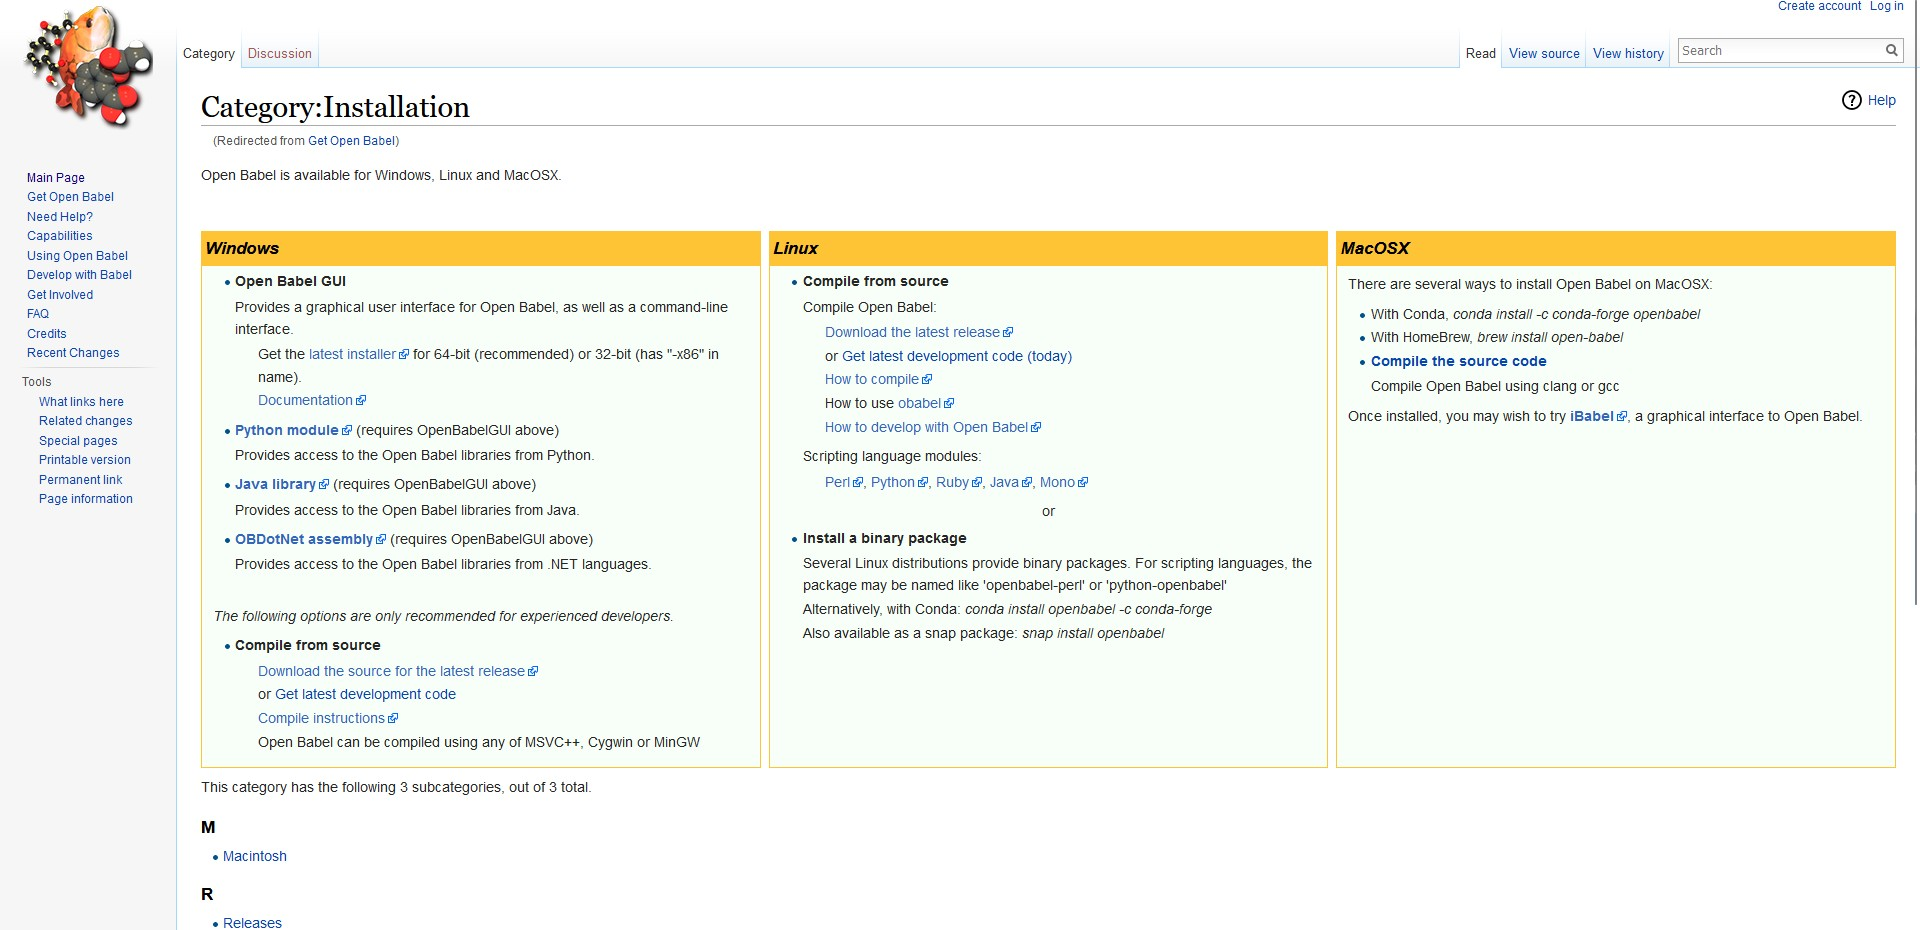 Create account Log in
Category Discussion Read View source View history Search
Category:Installation
Help
(Redirected from Get Open Babel)
Open Babel is available for Windows, Linux and MacOSX.
Main Page
Get Open Babel
Need Help?
Capabilities
Using Open Babel
Develop with Babel
Get Involved
FAQ
Credits
Recent Changes
Tools
What links here
Related changes
Special pages
Printable version
Permanent link
Page information
Windows
Open Babel GUI
Provides a graphical user interface for Open Babel, as well as a command-line
interface.
Get the latest installer for 64-bit (recommended) or 32-bit (has "-x86" in
name).
Documentation
Python module (requires OpenBabelGUI above)
Provides access to the Open Babel libraries from Python.
Java library (requires OpenBabelGUI above)
Provides access to the Open Babel libraries from Java.
OBDotNet assembly (requires OpenBabelGUI above)
Provides access to the Open Babel libraries from .NET languages.
The following options are only recommended for experienced developers.
Compile from source
Download the source for the latest release
or Get latest development code
Compile instructions
Open Babel can be compiled using any of MSVC++, Cygwin or MinGW
Linux
Compile from source
Compile Open Babel:
Download the latest release
or Get latest development code (today)
How to compile
How to use obabel
How to develop with Open Babel
Scripting language modules:
Perl, Python, Ruby, Java, Mono
or
Install a binary package
Several Linux distributions provide binary packages. For scripting languages, the
package may be named like 'openbabel-perl' or 'python-openbabel'
Alternatively, with Conda: conda install openbabel -c conda-forge
Also available as a snap package: snap install openbabel
MacOSX
There are several ways to install Open Babel on MacOSX:
With Conda, conda install -c conda-forge openbabel
With HomeBrew, brew install open-babel
Compile the source code
Compile Open Babel using clang or gcc
Once installed, you may wish to try iBabel, a graphical interface to Open Babel.
This category has the following 3 subcategories, out of 3 total.
M
Macintosh
R
Releases